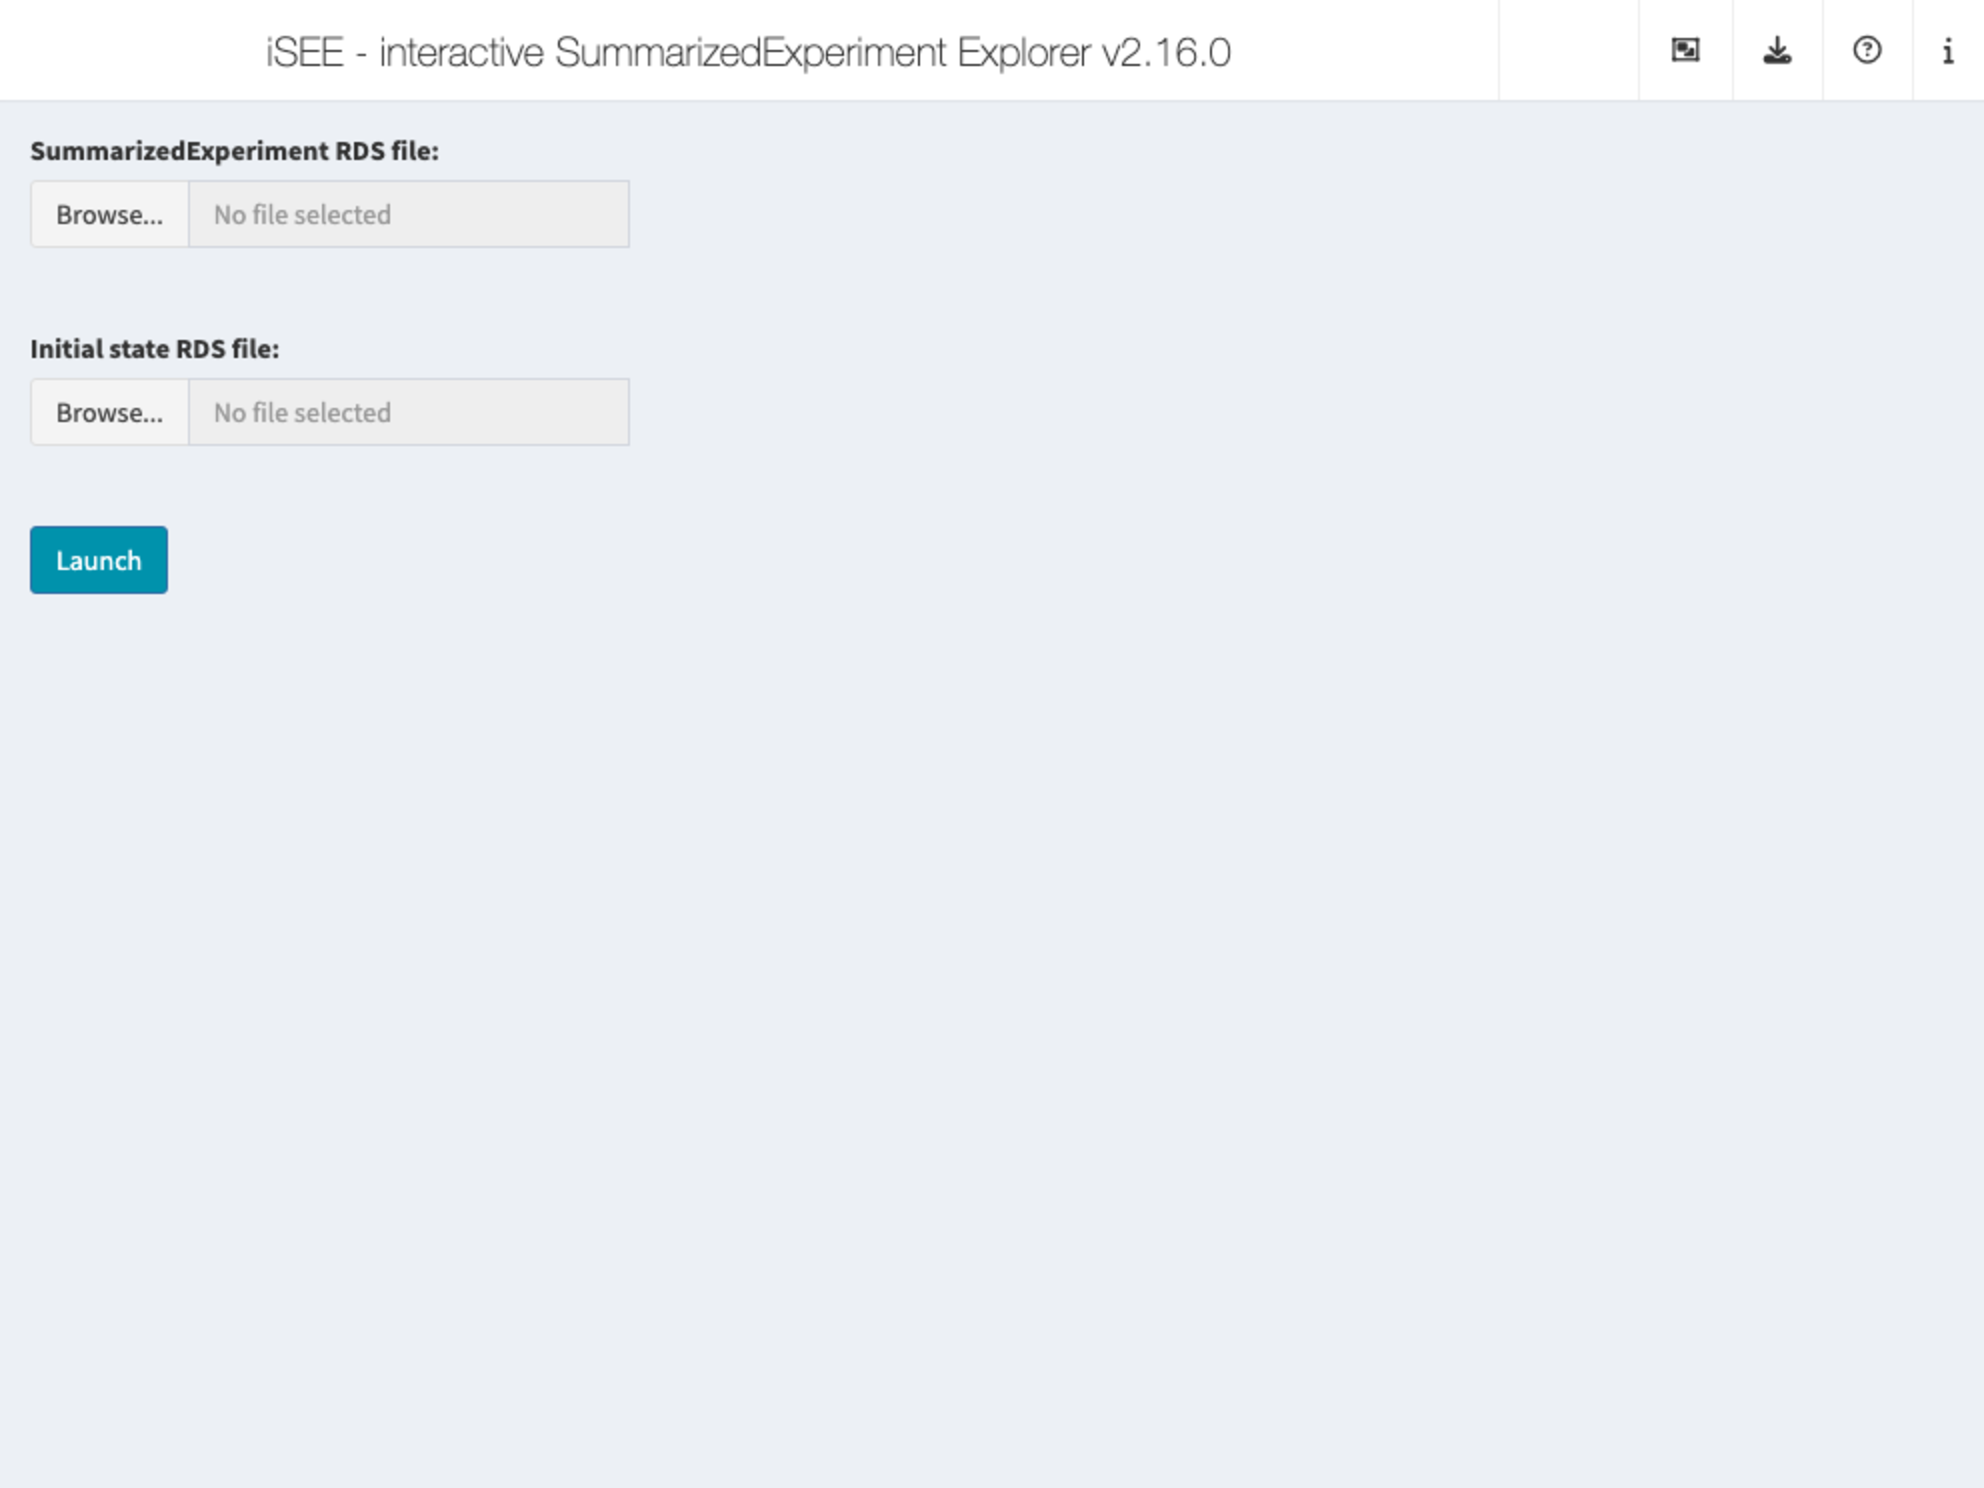 iSEE - interactive SummarizedExperiment Explorer v2.16.0
SummarizedExperiment RDS file:
Browse... No file selected
Initial state RDS file:
Browse... No file selected
Launch